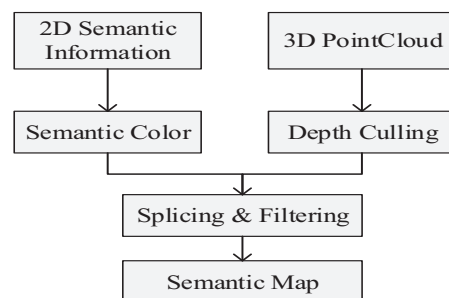 2D Semantic
Information
3D PointCloud
Semantic Color
Depth Culling
Splicing & Filtering
Semantic Map